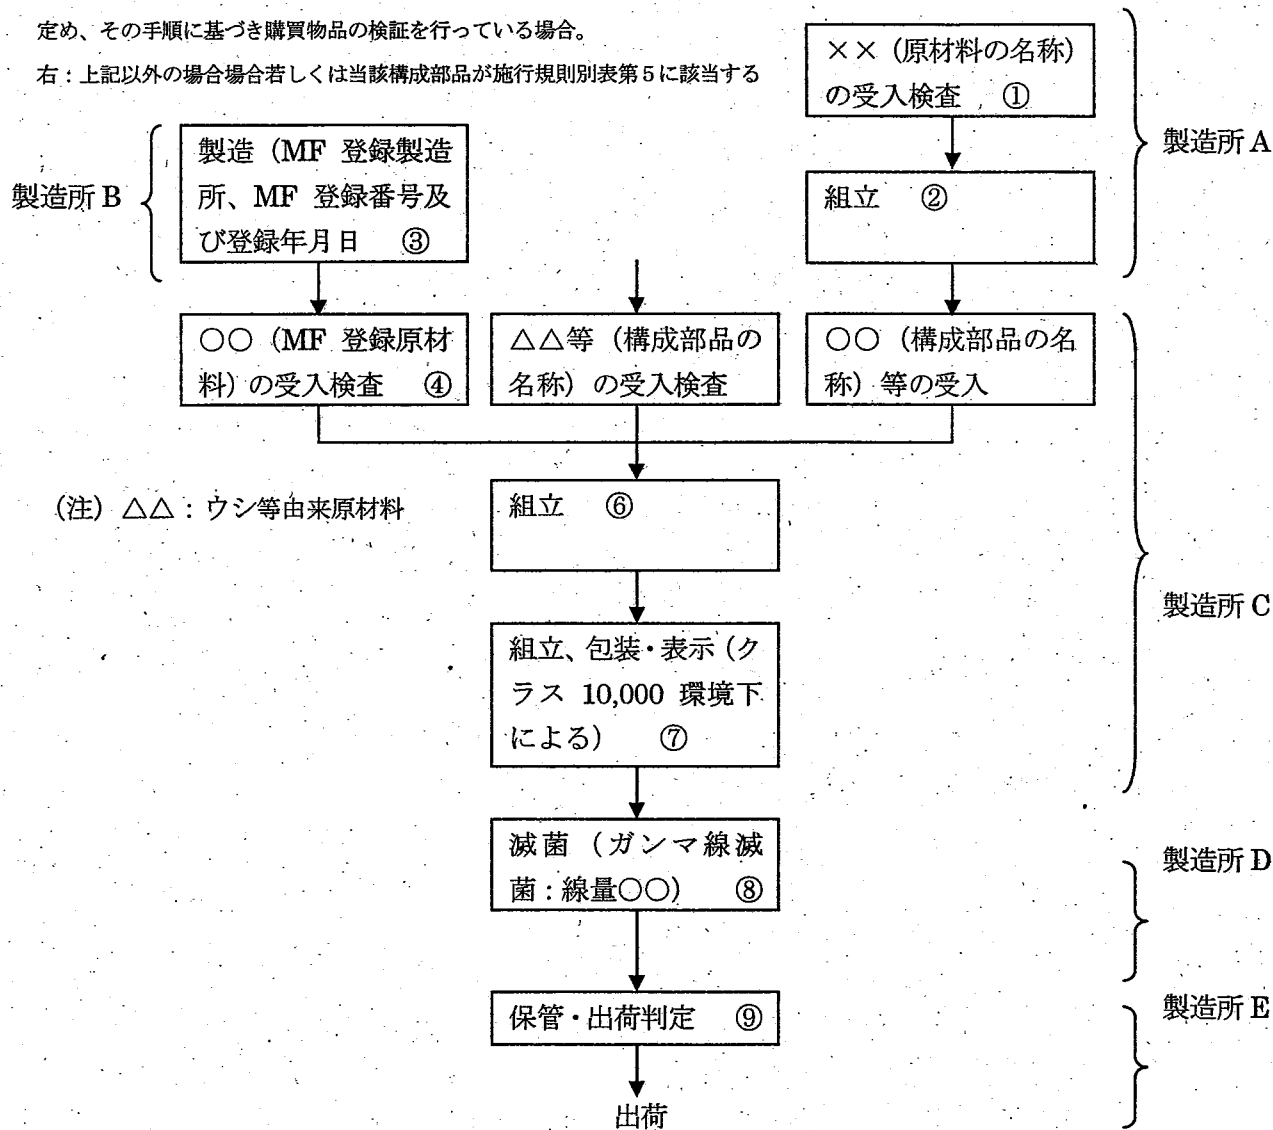 定め、その手順に基づき購買物品の検証を行っている場合。
右：上記以外の場合場合若しくは当該構成部品が施行規則別表第5に該当する
××（原材料の名称）
の受入検査　①
製造所 A
組立　②
製造所 B
製造（MF 登録製造
所、MF 登録番号及
び登録年月日　③
○○（MF 登録原材
料）の受入検査　④
△△等（構成部品の
名称）の受入検査
○○（構成部品の名
称）等の受入
（注）△△：ウシ等由来原材料
組立　⑥
製造所 C
組立、包装・表示（ク
ラス 10,000 環境下
による）　⑦
滅菌（ガンマ線滅
菌：線量○○）　⑧
製造所 D
保管・出荷判定　⑨
製造所 E
出荷